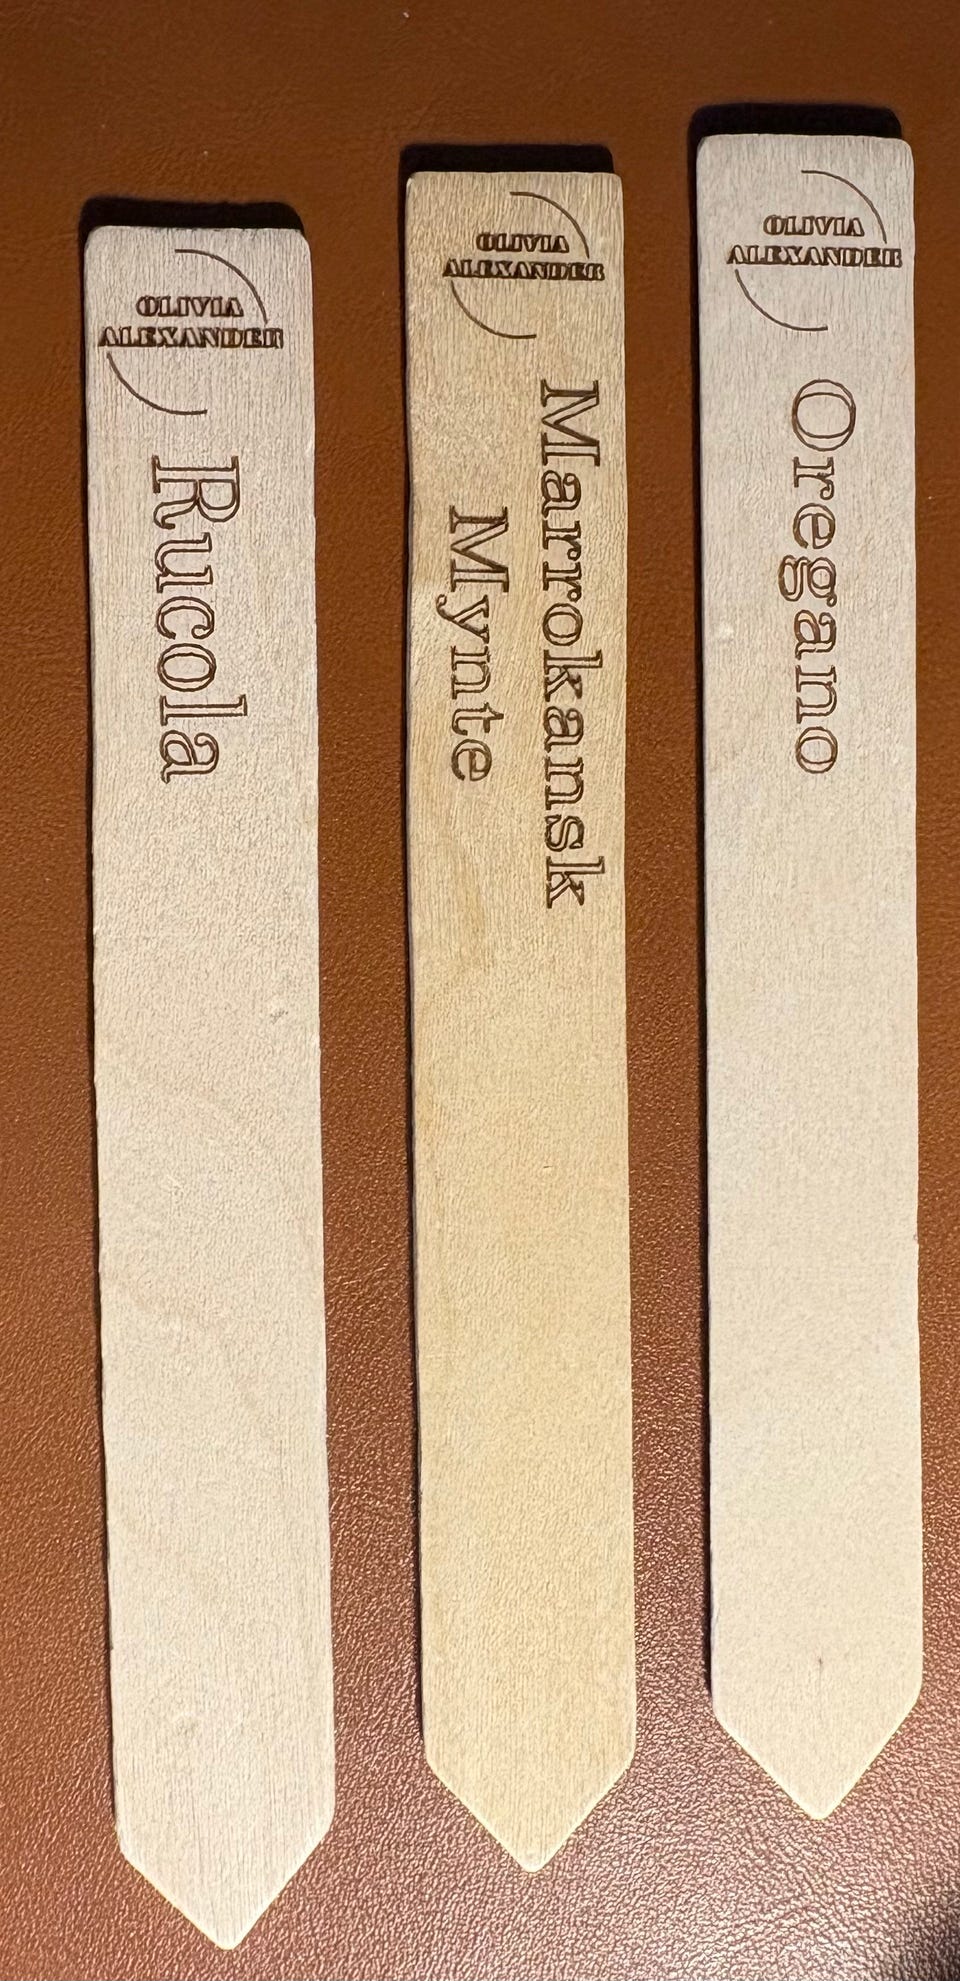 OLIVIA
ALEXANDER
Rucola
OLIVIA
ALEXANDER
Marrokansk
Mynte
OLIVIA
ALEXANDER
Oregano